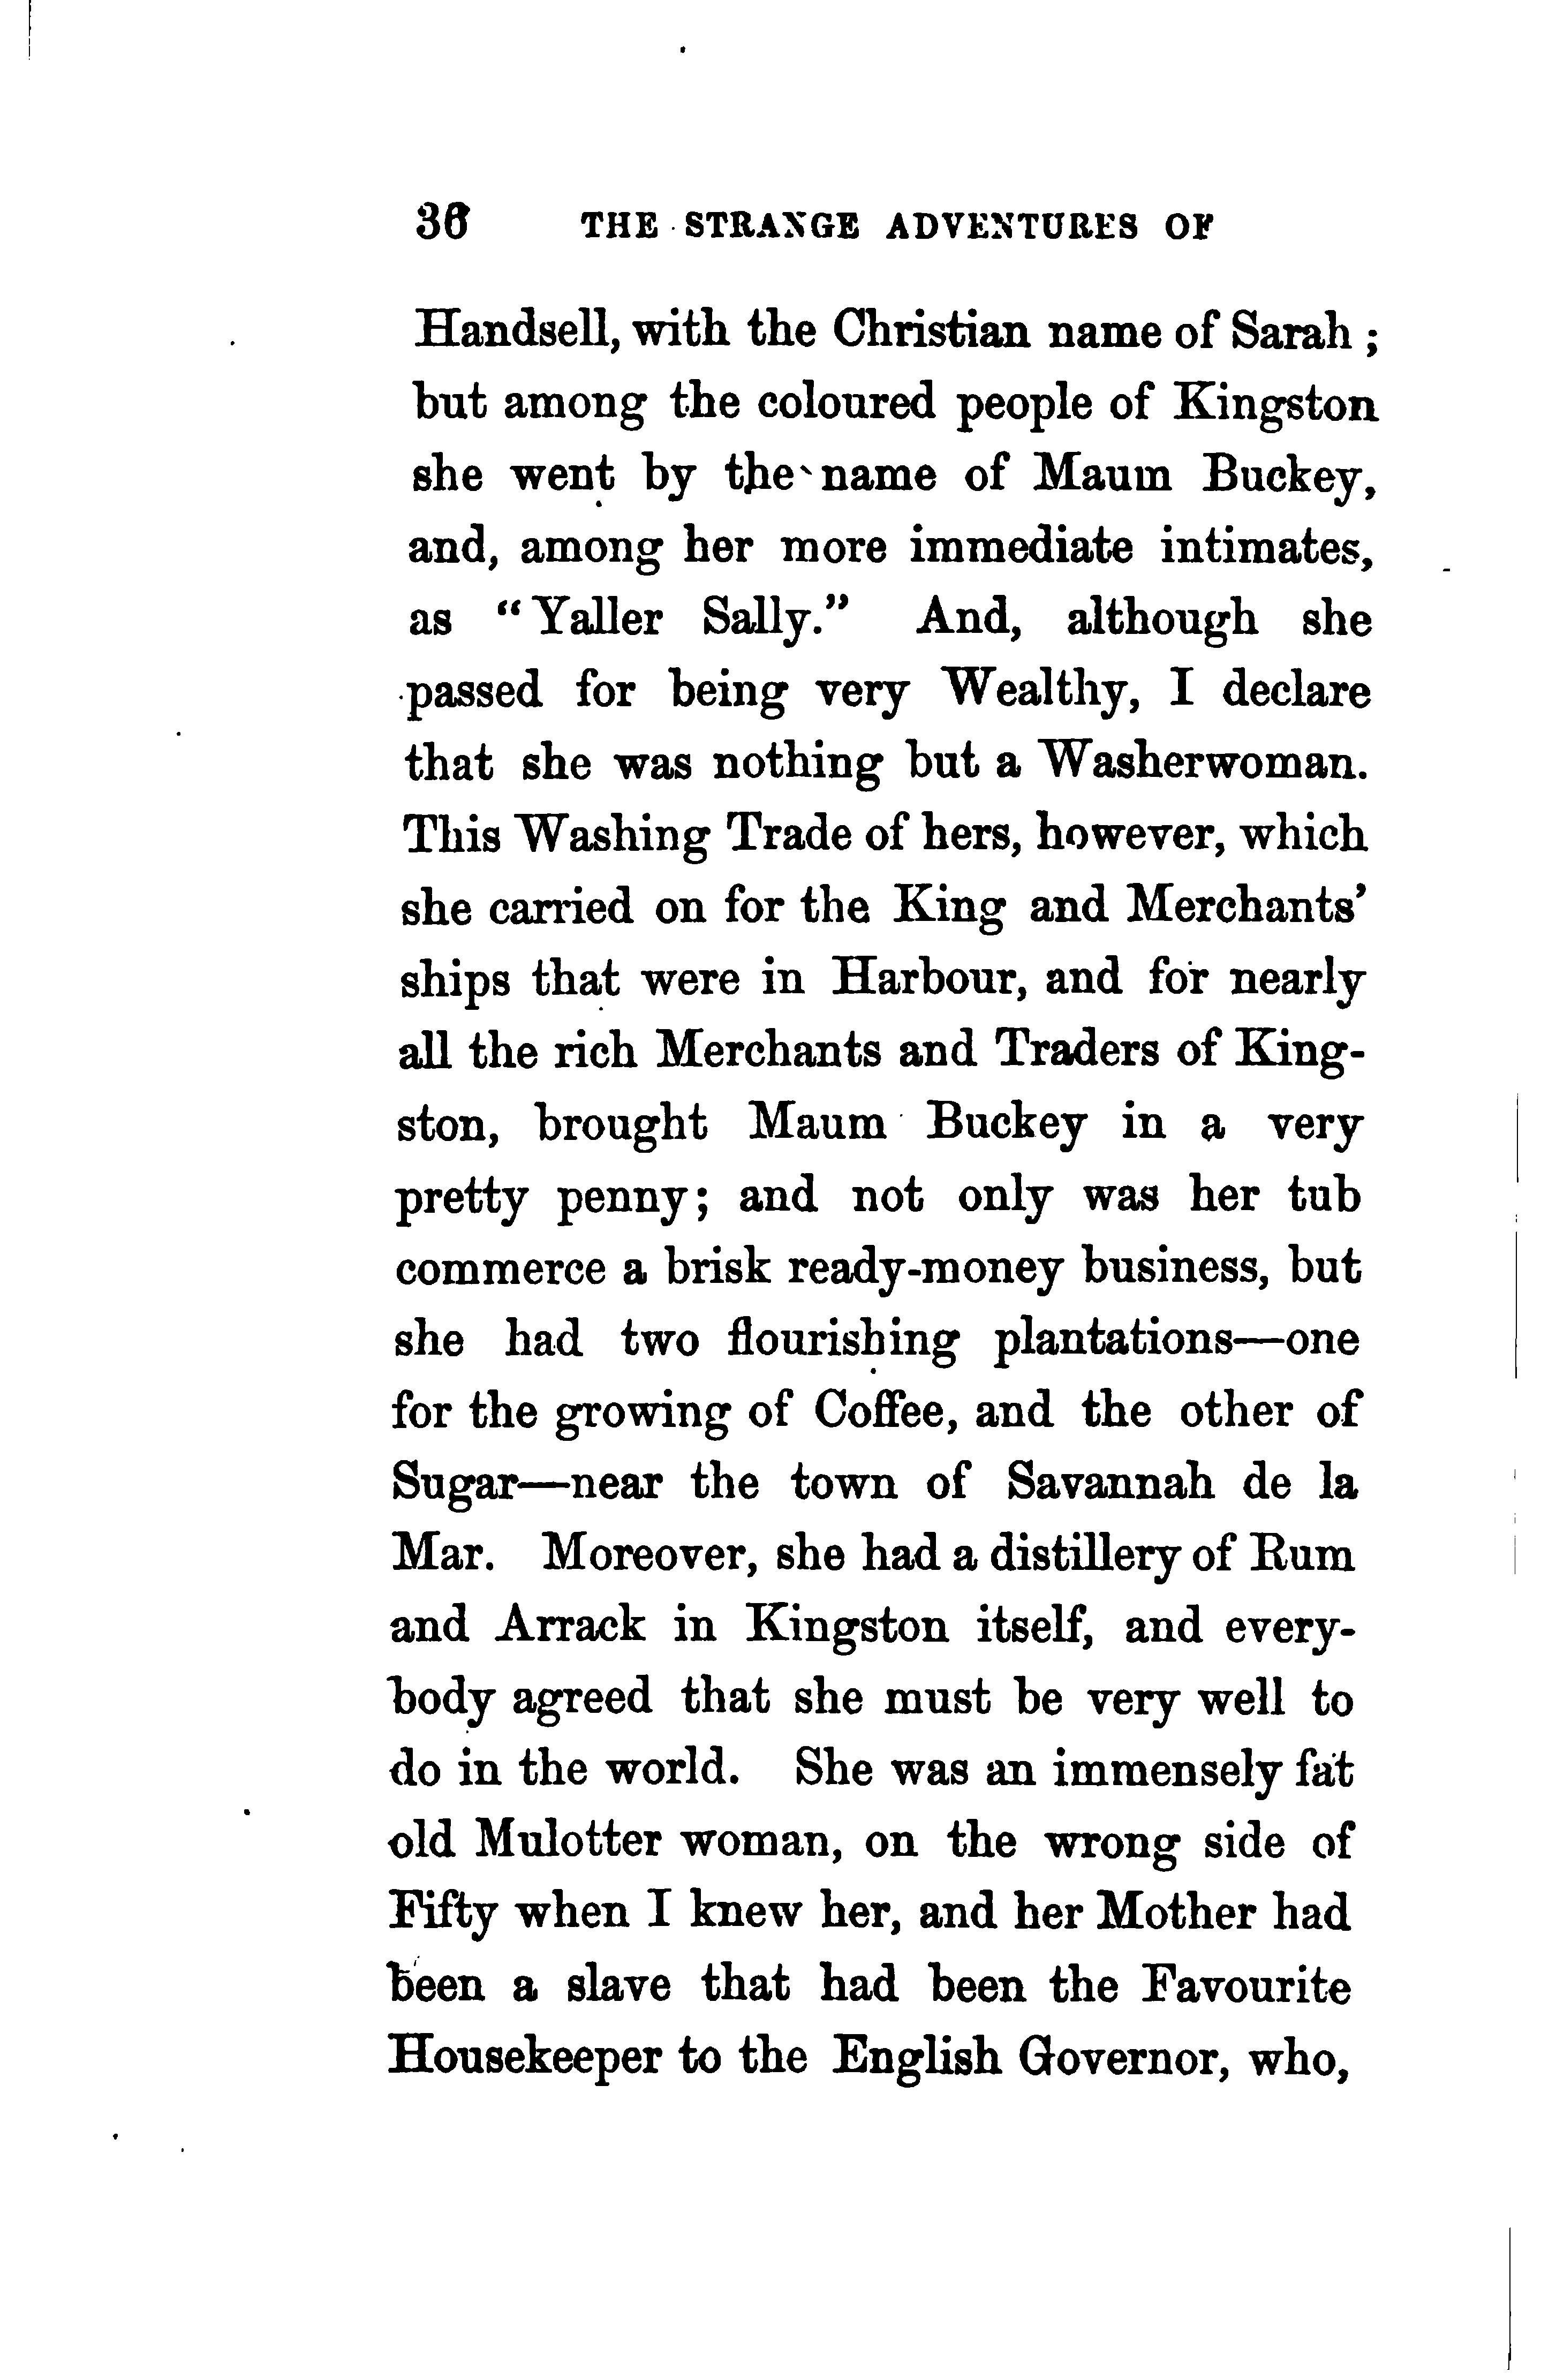 36 THE STRANGE ADVENTURES OF
Handsell, with the Christian name of Sarah ;
but among the coloured people of Kingston
she went by the name of Maum Buckey,
and, among her more immediate intimates,
as “Yaller Sally.” And, although she
passed for being very Wealthy, I declare
that she was nothing but a Washerwoman.
This Washing Trade of hers, however, which
she carried on for the King and Merchants’
ships that were in Harbour, and for nearly
all the rich Merchants and Traders of King-
ston, brought Maum Buckey in a very
pretty penny; and not only was her tub
commerce a brisk ready-money business, but
she had two flourishing plantations—one
for the growing of Coffee, and the other of
Sugar—near the town of Savannah de la
Mar. Moreover, she had a distillery of Rum
and Arrack in Kingston itself, and every-
body agreed that she must be very well to
do in the world. She was an immensely fat
old Mulotter woman, on the wrong side of
Fifty when I knew her, and her Mother had
been a slave that had been the Favourite
Housekeeper to the English Governor, who,